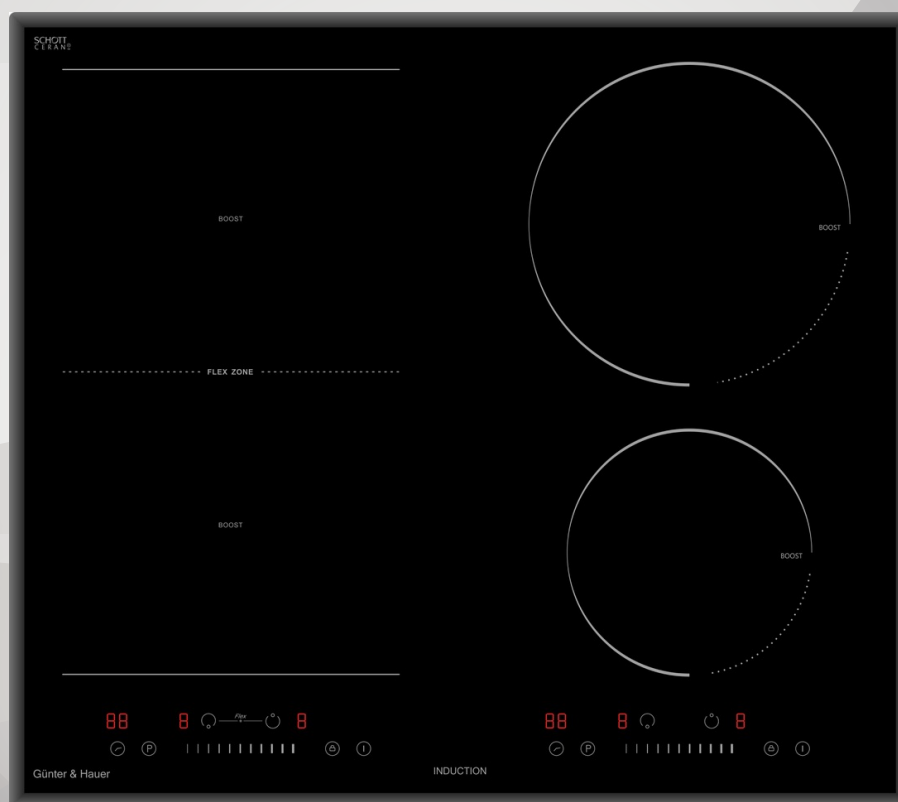 SCHOTT
CERAN®
BOOST
BOOST
FLEX ZONE
BOOST
BOOST
88 8 Flex 8 88 8 8
P P
Günter & Hauer
INDUCTION